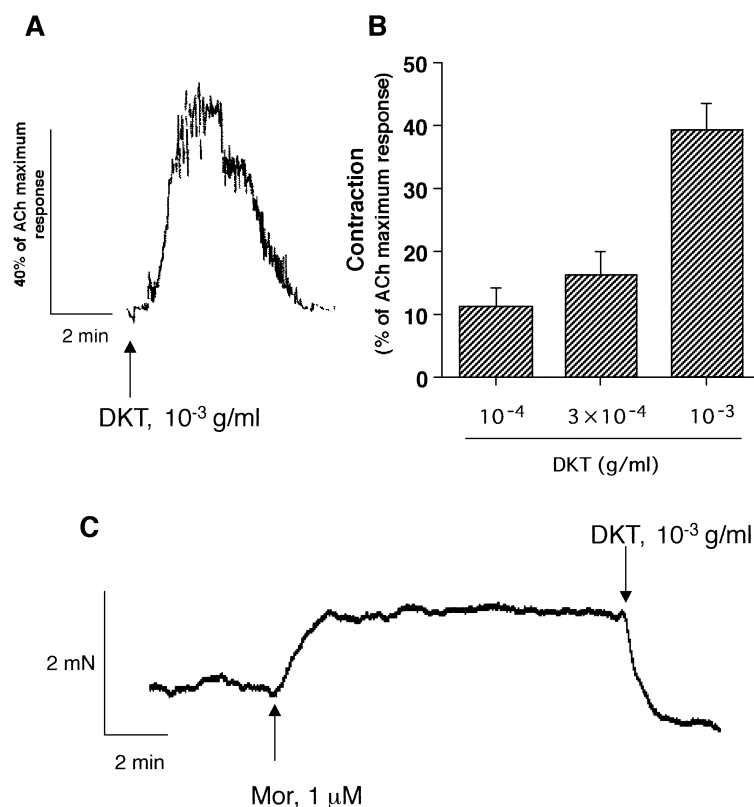 A
40% of ACh maximum
response
2 min
DKT, 10⁻³ g/ml
B
Contraction
(% of ACh maximum response)
50
40
30
20
10
0
10⁻⁴
3×10⁻⁴
10⁻³
DKT (g/ml)
C
DKT, 10⁻³ g/ml
2 mN
2 min
Mor, 1 μM